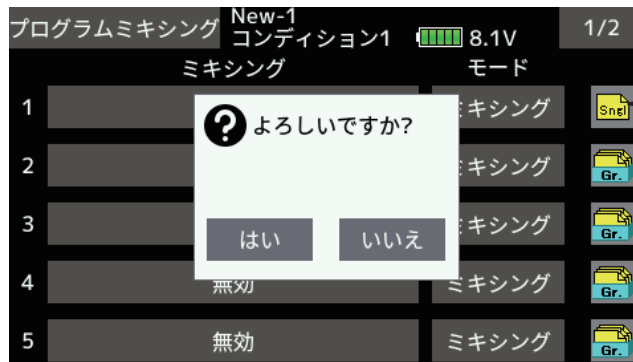 プログラムミキシング New-1 1/2
コンディション1 8.1V
ミキシング モード
1 ミキシング Sngl
よろしいですか?
2 ミキシング Gr.
3 ミキシング Gr.
はい いいえ
4 無効 ミキシング Gr.
5 無効 ミキシング Gr.